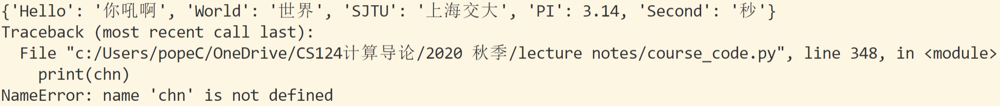 {'Hello': '你吼啊', 'World': '世界', 'SJTU': '上海交大', 'PI': 3.14, 'Second': '秒'}
Traceback (most recent call last):
  File "c:/Users/popeC/OneDrive/CS124计算导论/2020 秋季/lecture notes/course_code.py", line 348, in <module>
    print(chn)
NameError: name 'chn' is not defined